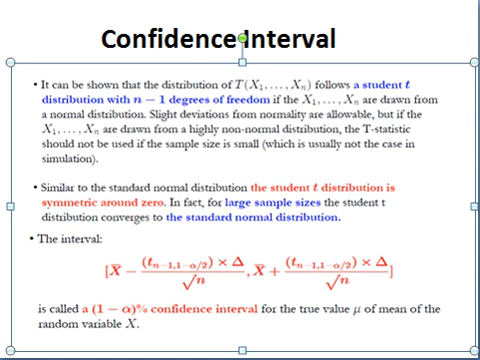 Confidence Interval
• It can be shown that the distribution of T(X₁, . . . , Xₙ) follows a student t
distribution with n − 1 degrees of freedom if the X₁, . . . , Xₙ are drawn from
a normal distribution. Slight deviations from normality are allowable, but if the
X₁, . . . , Xₙ are drawn from a highly non-normal distribution, the T-statistic
should not be used if the sample size is small (which is usually not the case in
simulation).
• Similar to the standard normal distribution the student t distribution is
symmetric around zero. In fact, for large sample sizes the student t
distribution converges to the standard normal distribution.
• The interval:
[X̄ − (tₙ₋₁,₁₋α/₂) × Δ / √n , X̄ + (tₙ₋₁,₁₋α/₂) × Δ / √n ]
is called a (1 − α)% confidence interval for the true value μ of mean of the
random variable X.